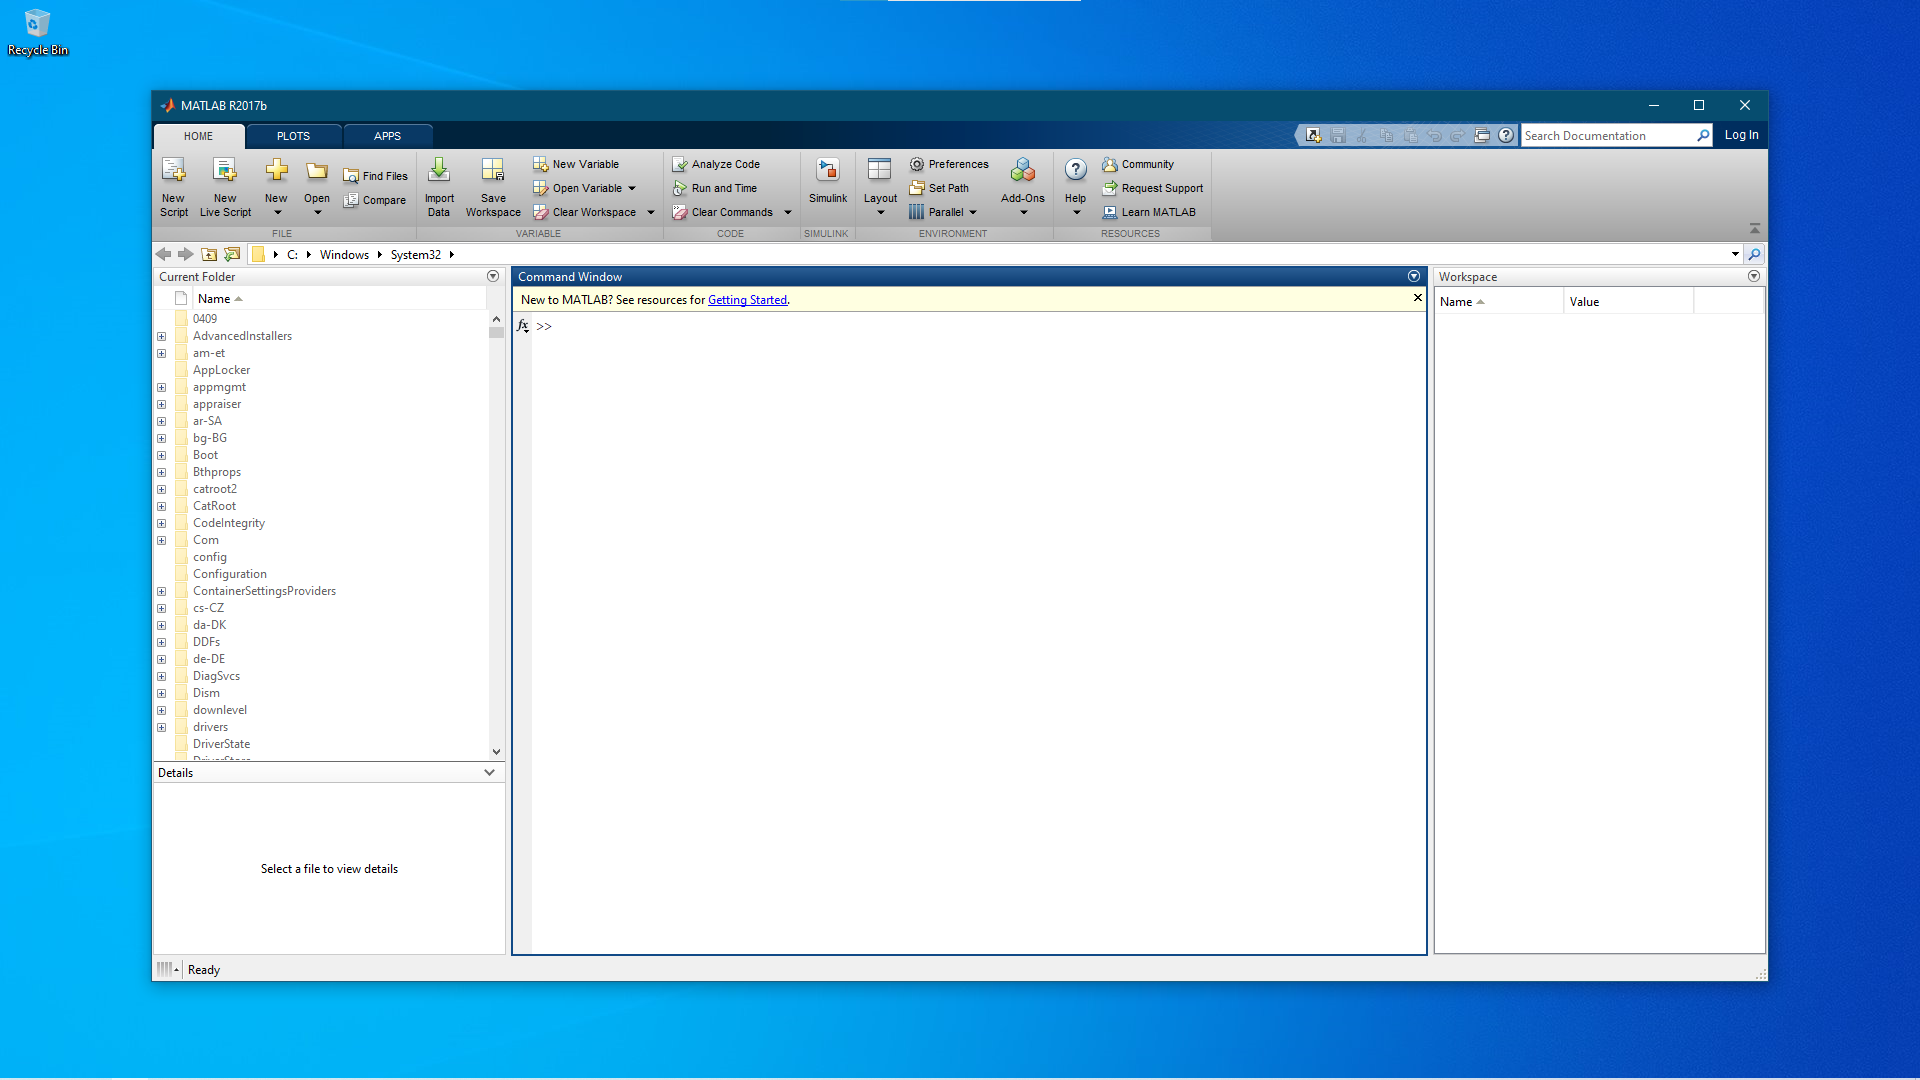 Recycle Bin
MATLAB R2017b
HOME PLOTS APPS
Search Documentation
Log In
New Script
New Live Script
New
Open
Find Files
Compare
FILE
Import Data
Save Workspace
New Variable
Open Variable
Clear Workspace
VARIABLE
Analyze Code
Run and Time
Clear Commands
CODE
Simulink
SIMULINK
Layout
Preferences
Set Path
Parallel
Add-Ons
ENVIRONMENT
Help
Community
Request Support
Learn MATLAB
RESOURCES
C: Windows System32
Current Folder
Name
0409
AdvancedInstallers
am-et
AppLocker
appmgmt
appraiser
ar-SA
bg-BG
Boot
Bthprops
catroot2
CatRoot
CodeIntegrity
Com
config
Configuration
ContainerSettingsProviders
cs-CZ
da-DK
DDFs
de-DE
DiagSvcs
Dism
downlevel
drivers
DriverState
Details
Select a file to view details
Command Window
New to MATLAB? See resources for Getting Started.
fx >>
Workspace
Name Value
Ready